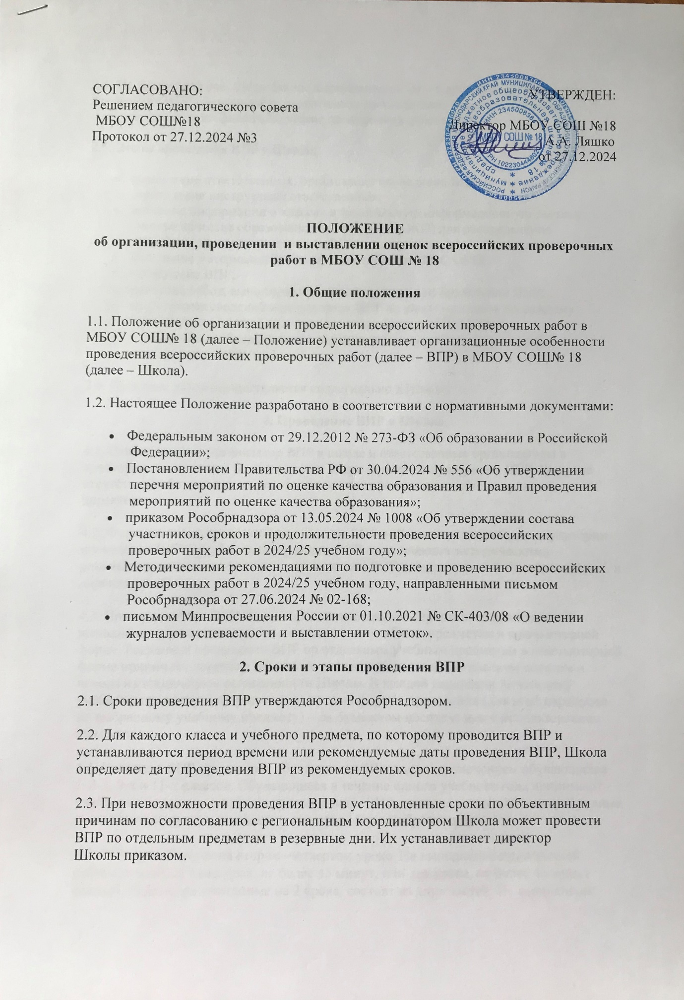 СОГЛАСОВАНО:
Решением педагогического совета
МБОУ СОШ№18
Протокол от 27.12.2024 №3
УТВЕРЖДЕН:
Директор МБОУ СОШ №18
А.А. Ляшко
от 27.12.2024
ИНН 2345008364
МБОУ СОШ № 18
ПОЛОЖЕНИЕ
об организации, проведении и выставлении оценок всероссийских проверочных
работ в МБОУ СОШ № 18
1. Общие положения
1.1. Положение об организации и проведении всероссийских проверочных работ в
МБОУ СОШ№ 18 (далее – Положение) устанавливает организационные особенности
проведения всероссийских проверочных работ (далее – ВПР) в МБОУ СОШ№ 18
(далее – Школа).
1.2. Настоящее Положение разработано в соответствии с нормативными документами:
• Федеральным законом от 29.12.2012 № 273-ФЗ «Об образовании в Российской
Федерации»;
• Постановлением Правительства РФ от 30.04.2024 № 556 «Об утверждении
перечня мероприятий по оценке качества образования и Правил проведения
мероприятий по оценке качества образования»;
• приказом Рособрнадзора от 13.05.2024 № 1008 «Об утверждении состава
участников, сроков и продолжительности проведения всероссийских
проверочных работ в 2024/25 учебном году»;
• Методическими рекомендациями по подготовке и проведению всероссийских
проверочных работ в 2024/25 учебном году, направленными письмом
Рособрнадзора от 27.06.2024 № 02-168;
• письмом Минпросвещения России от 01.10.2021 № СК-403/08 «О ведении
журналов успеваемости и выставлении отметок».
2. Сроки и этапы проведения ВПР
2.1. Сроки проведения ВПР утверждаются Рособрнадзором.
2.2. Для каждого класса и учебного предмета, по которому проводится ВПР и
устанавливаются период времени или рекомендуемые даты проведения ВПР, Школа
определяет дату проведения ВПР из рекомендуемых сроков.
2.3. При невозможности проведения ВПР в установленные сроки по объективным
причинам по согласованию с региональным координатором Школа может провести
ВПР по отдельным предметам в резервные дни. Их устанавливает директор
Школы приказом.